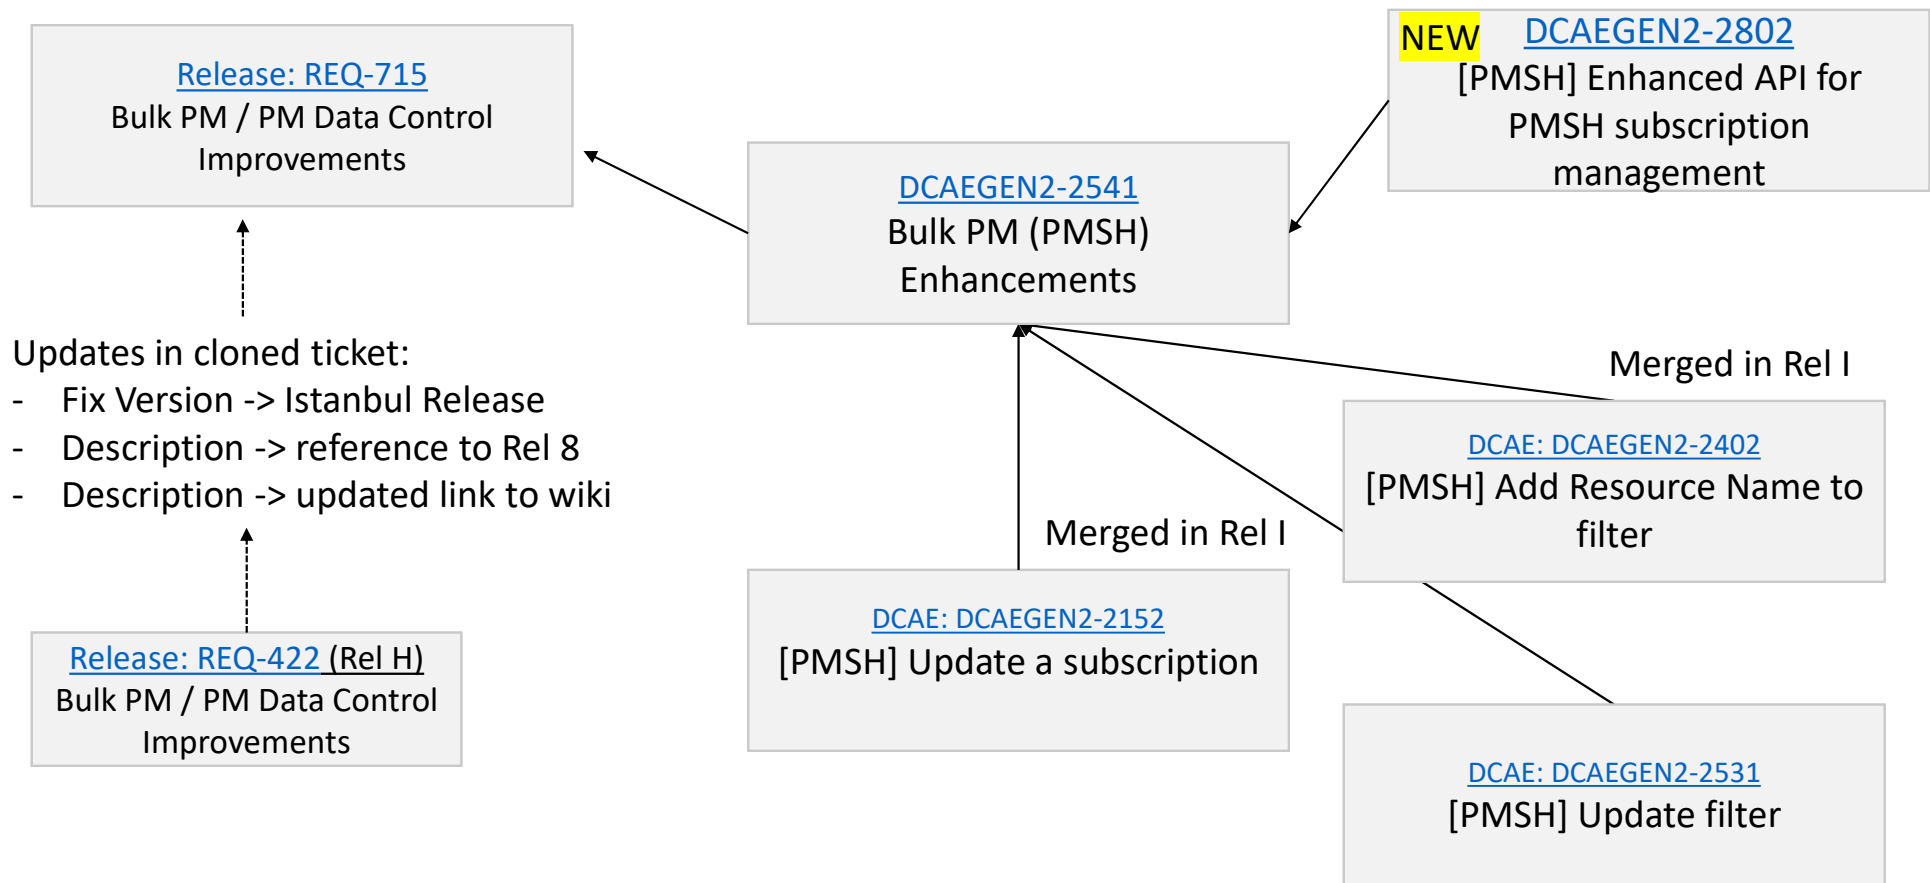 Release: REQ-715
Bulk PM / PM Data Control
Improvements
NEW
DCAEGEN2-2802
[PMSH] Enhanced API for
PMSH subscription
management
DCAEGEN2-2541
Bulk PM (PMSH)
Enhancements
Updates in cloned ticket:
- Fix Version -> Istanbul Release
- Description -> reference to Rel 8
- Description -> updated link to wiki
Merged in Rel I
DCAE: DCAEGEN2-2402
[PMSH] Add Resource Name to
filter
Merged in Rel I
DCAE: DCAEGEN2-2152
[PMSH] Update a subscription
Release: REQ-422 (Rel H)
Bulk PM / PM Data Control
Improvements
DCAE: DCAEGEN2-2531
[PMSH] Update filter